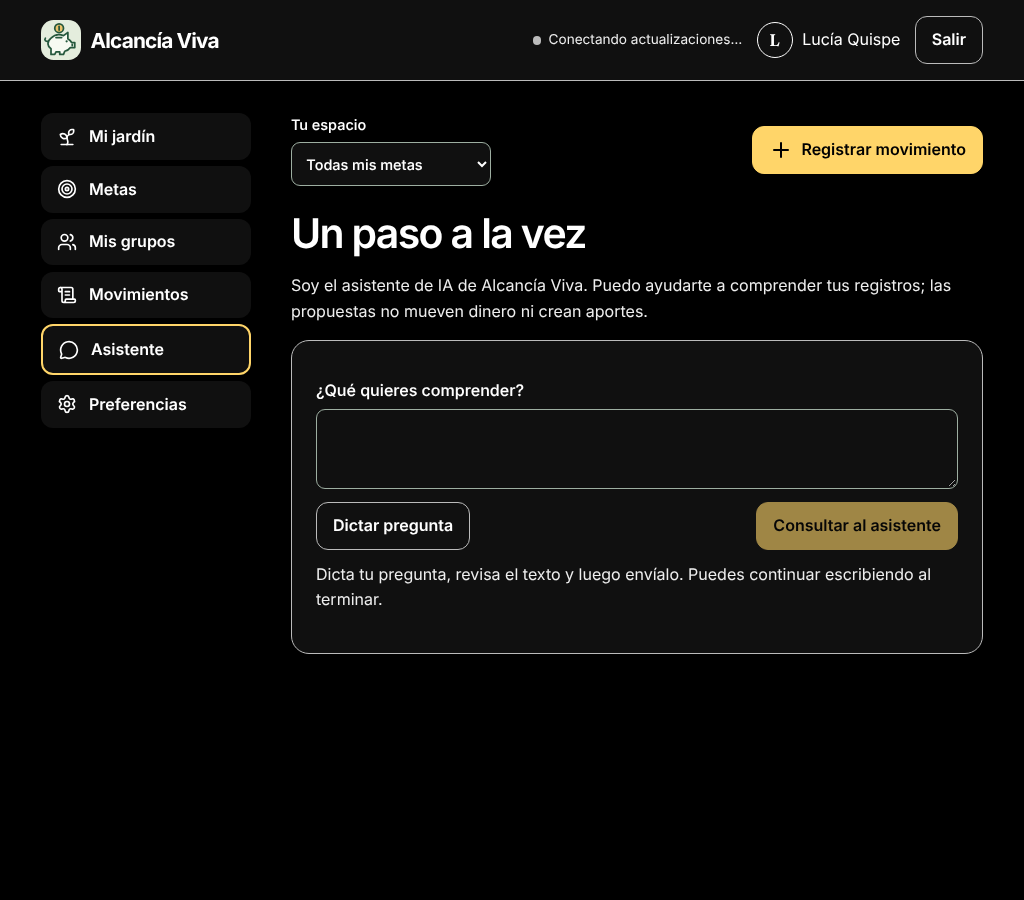 Alcancía Viva
Conectando actualizaciones...
L
Lucía Quispe
Salir
Mi jardín
Metas
Mis grupos
Movimientos
Asistente
Preferencias
Tu espacio
Todas mis metas
Registrar movimiento
Un paso a la vez
Soy el asistente de IA de Alcancía Viva. Puedo ayudarte a comprender tus registros; las
propuestas no mueven dinero ni crean aportes.
¿Qué quieres comprender?
Dictar pregunta
Consultar al asistente
Dicta tu pregunta, revisa el texto y luego envíalo. Puedes continuar escribiendo al
terminar.